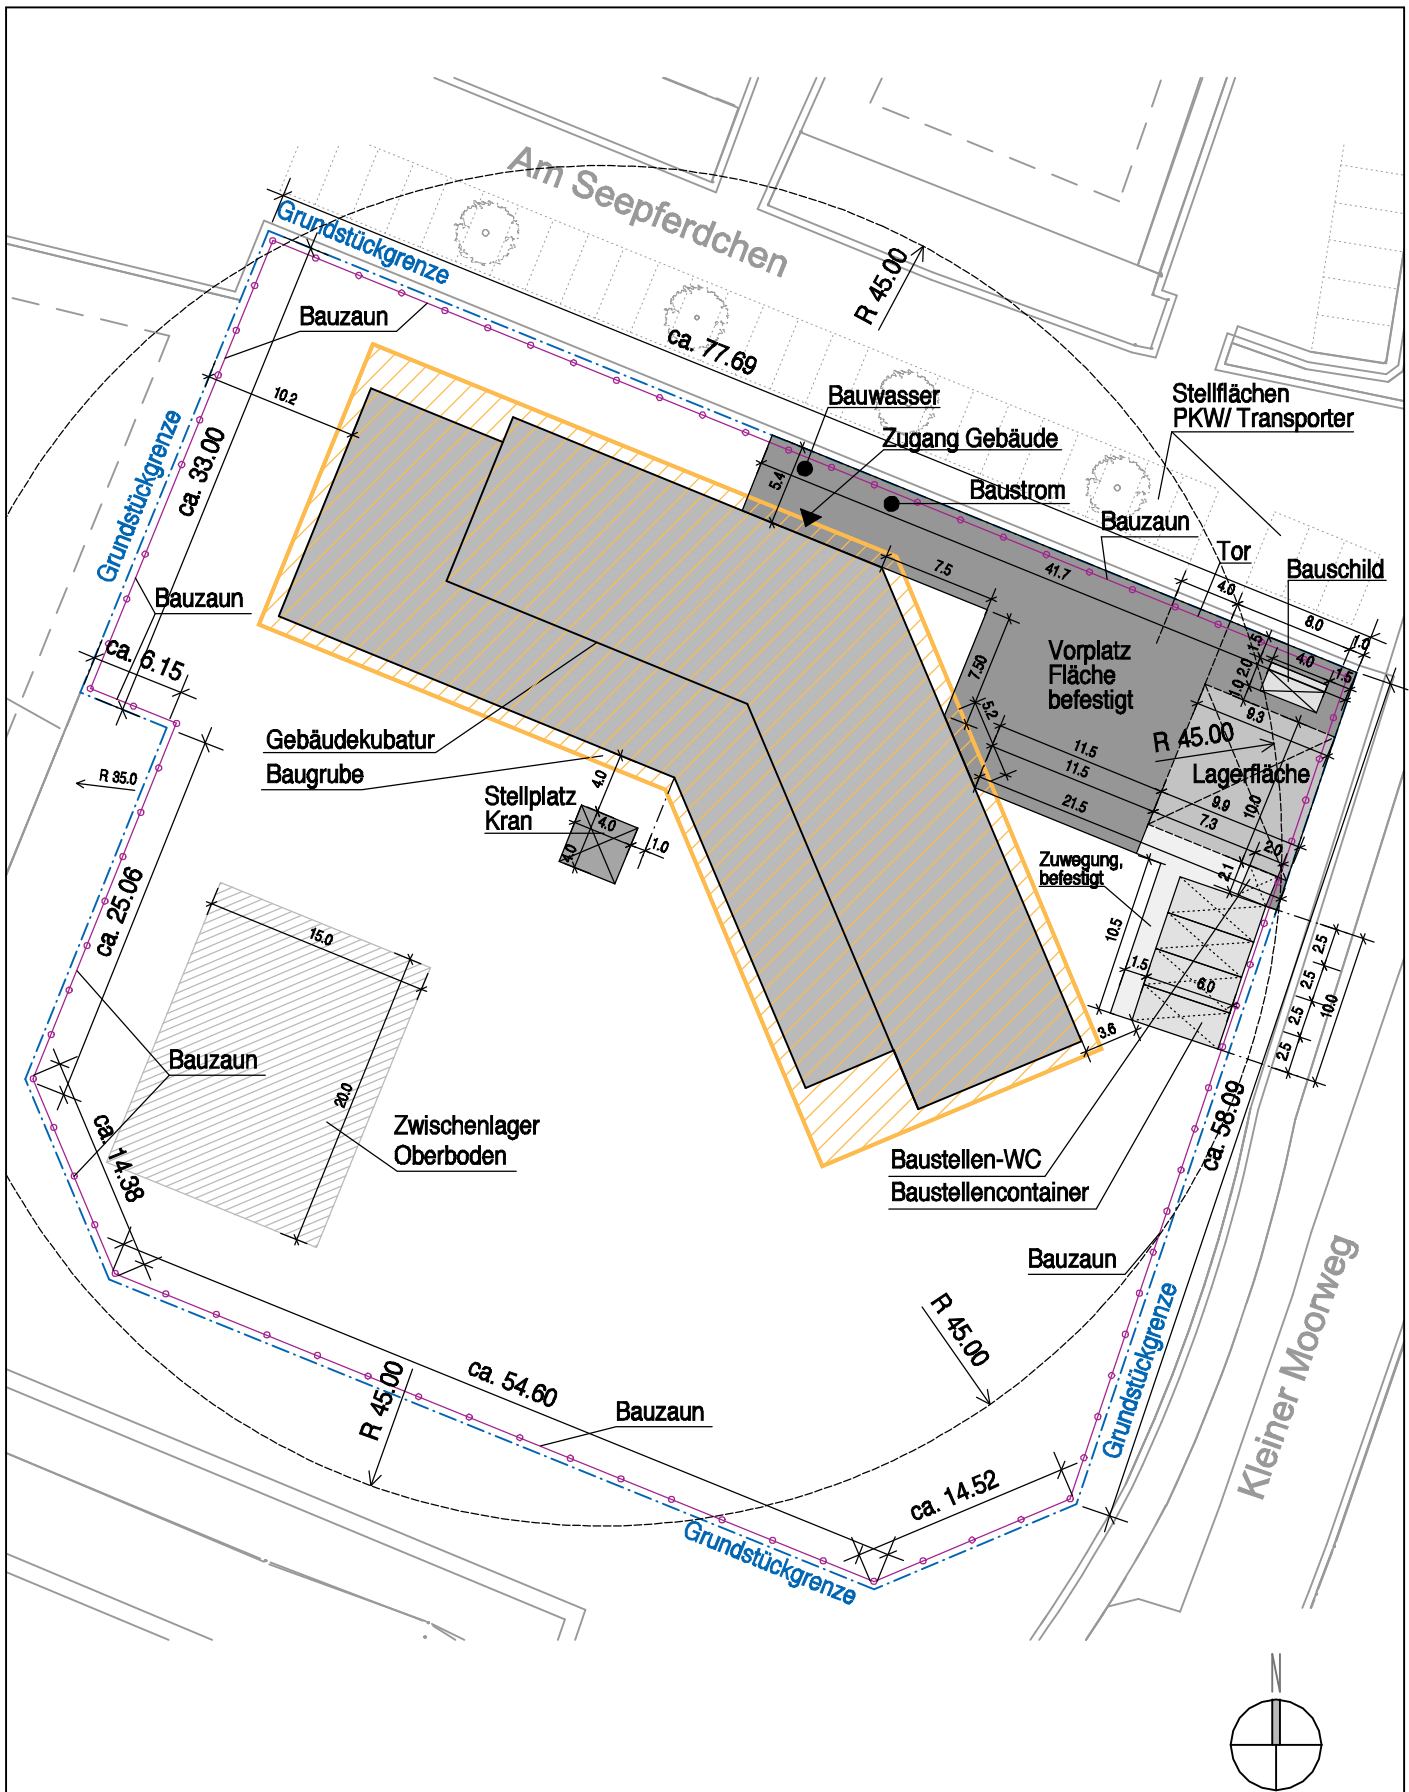 Am Seepferdchen
Grundstückgrenze
R 45.00
Bauzaun
ca. 77.69
10.2
Bauwasser
Stellflächen
PKW/ Transporter
Zugang Gebäude
Grundstückgrenze
ca. 33.00
5.4
Baustrom
Bauzaun
Tor
Bauschild
7.5
41.7
4.0
8.0
1.0
Bauzaun
ca. 6.15
Vorplatz
Fläche
befestigt
7.50
5.2
1.5
2.0
1.0
4.0
1.5
9.3
R 45.00
Gebäudekubatur
Baugrube
11.5
11.5
21.5
Lagerfläche
9.9
10.0
7.3
2.0
2.1
R 35.0
4.0
Stellplatz
Kran
4.0
4.0
1.0
Zuwegung,
befestigt
ca. 25.06
15.0
10.5
1.5
6.0
2.5
2.5
2.5
2.5
10.0
3.6
Bauzaun
20.0
ca. 14.38
Zwischenlager
Oberboden
ca. 58.09
Baustellen-WC
Baustellencontainer
Bauzaun
R 45.00
Grundstückgrenze
Kleiner Moorweg
R 45.00
ca. 54.60
Bauzaun
ca. 14.52
Grundstückgrenze
N